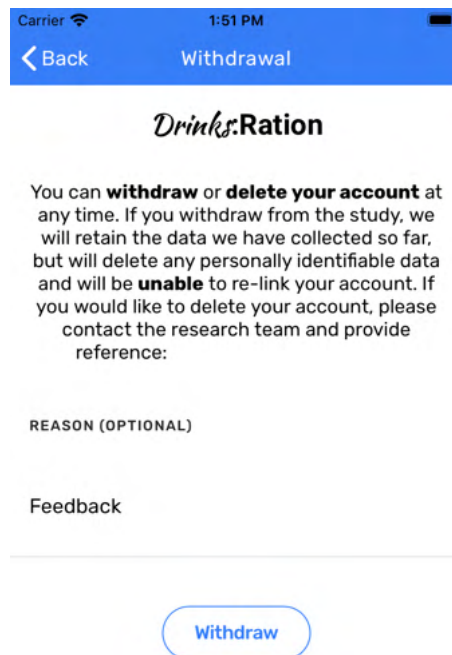 Carrier 1:51 PM
Back Withdrawal
Drinks:Ration
You can withdraw or delete your account at
any time. If you withdraw from the study, we
will retain the data we have collected so far,
but will delete any personally identifiable data
and will be unable to re-link your account. If
you would like to delete your account, please
contact the research team and provide
reference:
REASON (OPTIONAL)
Feedback
Withdraw